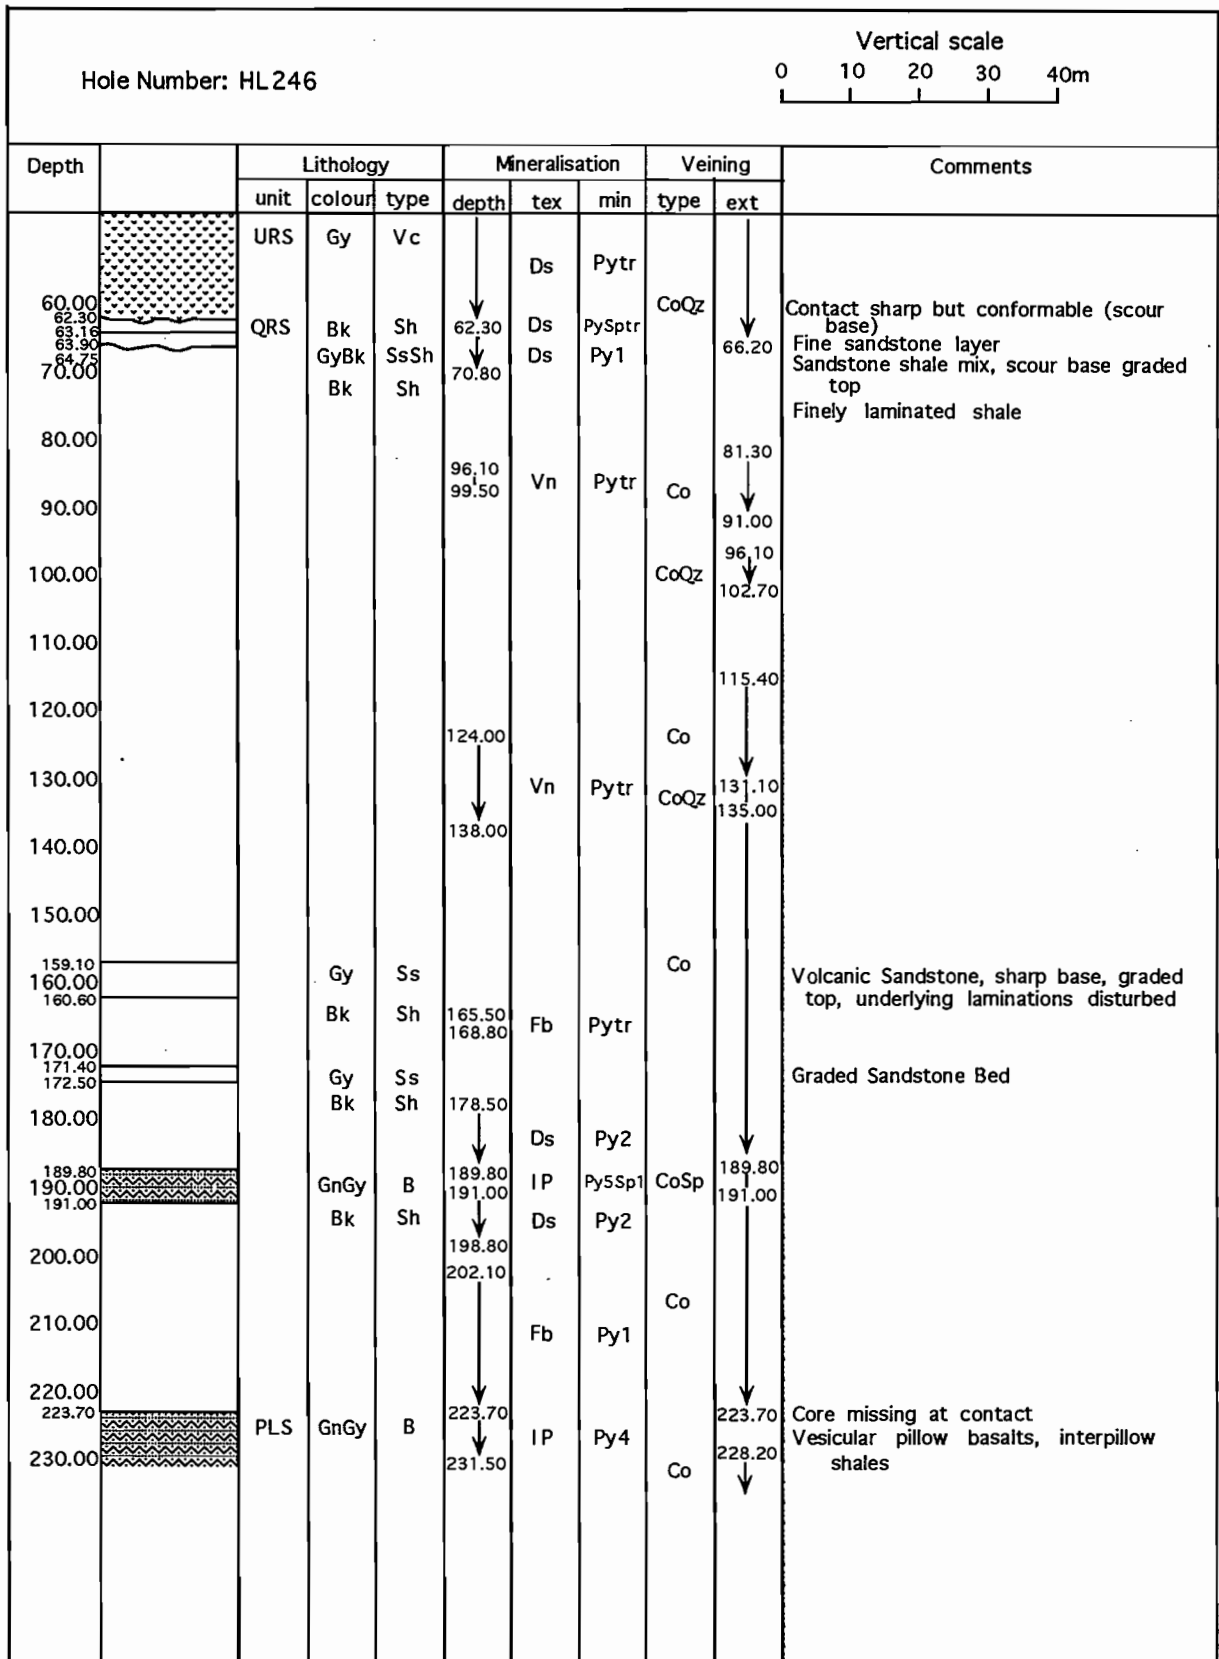 Hole Number: HL246
Vertical scale
0 10 20 30 40m
Depth Lithology Mineralisation Veining Comments
unit colour type depth tex min type ext
URS Gy Vc
Ds Pytr
60.00 CoQz Contact sharp but conformable (scour
62.30 base)
63.16 QRS Bk Sh 62.30 Ds PySptr
63.90 GyBk SsSh Ds Py1 66.20 Fine sandstone layer
64.75 Sandstone shale mix, scour base graded
70.00 70.80 top
Bk Sh
Finely laminated shale
80.00
81.30
96.10
99.50 Vn Pytr Co
90.00
91.00
96.10
100.00 CoQz
102.70
110.00
115.40
120.00
124.00 Co
130.00 Vn Pytr 131.10
CoQz
135.00
138.00
140.00
150.00
159.10 Co
Gy Ss Volcanic Sandstone, sharp base, graded
160.00
160.60 top, underlying laminations disturbed
Bk Sh 165.50
168.80 Fb Pytr
170.00
171.40
172.50 Gy Ss Graded Sandstone Bed
Bk Sh 178.50
180.00
Ds Py2
189.80 189.80 189.80
190.00 GnGy B 191.00 IP Py5Sp1 CoSp 191.00
191.00
Bk Sh Ds Py2
198.80
200.00
202.10
Co
210.00
Fb Py1
220.00
223.70 223.70 223.70 Core missing at contact
PLS GnGy B IP Py4 Vesicular pillow basalts, interpillow
230.00 228.20 shales
231.50 Co